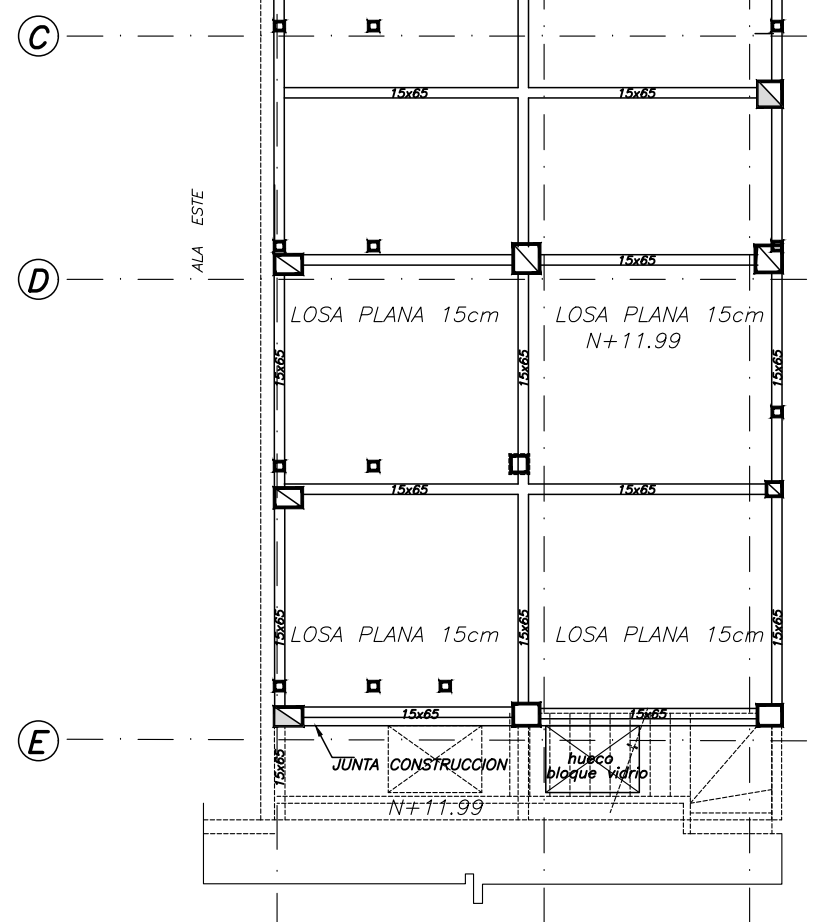 C
15x65 15x65
ALA ESTE
D
15x65
LOSA PLANA 15cm LOSA PLANA 15cm
N+11.99
15x65 15x65 15x65
15x65 15x65
15x65 15x65 15x65
LOSA PLANA 15cm LOSA PLANA 15cm
15x65 15x65
E
JUNTA CONSTRUCCION
15x65
hueco
bloque vidrio
N+11.99